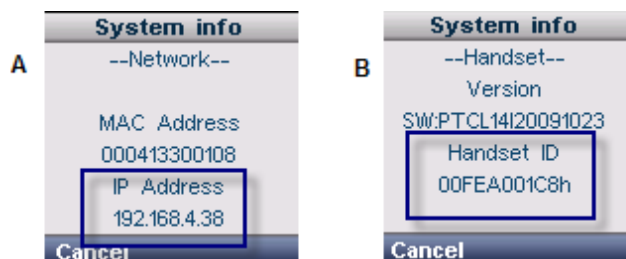 A
System info
--Network--
MAC Address
000413300108
IP Address
192.168.4.38
Cancel
B
System info
--Handset--
Version
SW:PTCL14I20091023
Handset ID
00FEA001C8h
Cancel